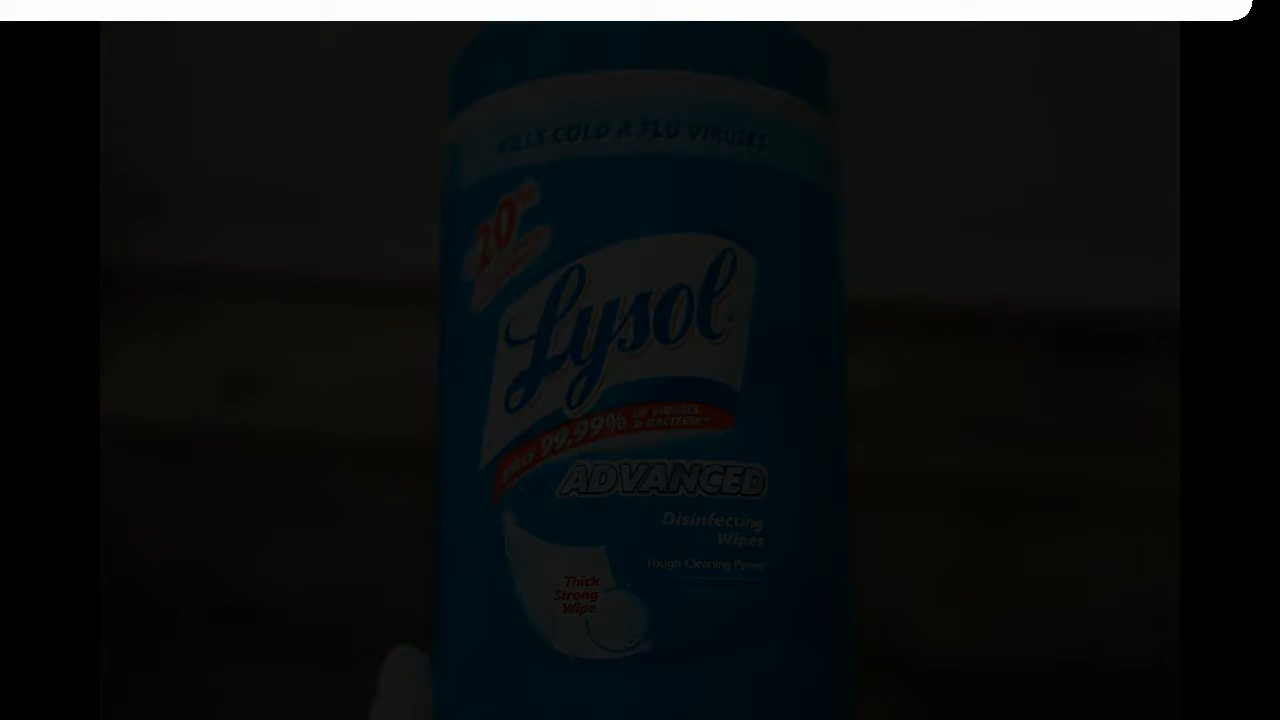 KILLS COLD & FLU VIRUSES
Lysol
KILLS 99.99% OF VIRUSES
& BACTERIA
ADVANCED
Disinfecting
Wipes
Tough Cleaning Power
Thick
Strong
Wipe